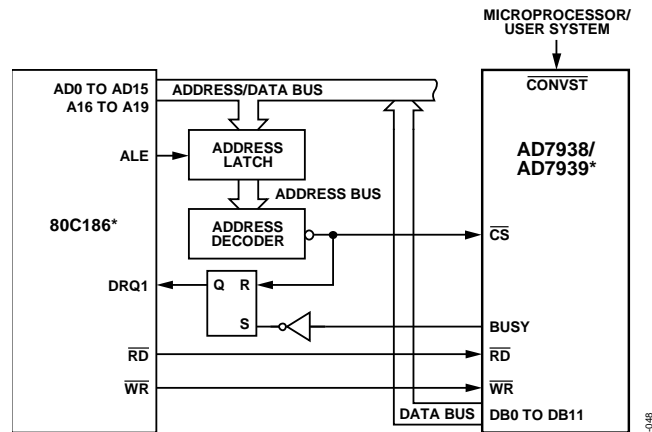 MICROPROCESSOR/
USER SYSTEM
AD0 TO AD15
A16 TO A19
ADDRESS/DATA BUS
CONVST
ALE
ADDRESS
LATCH
AD7938/
AD7939*
ADDRESS BUS
80C186*
ADDRESS
DECODER
CS
DRQ1
Q R
S
BUSY
RD
RD
WR
WR
DATA BUS
DB0 TO DB11
-048